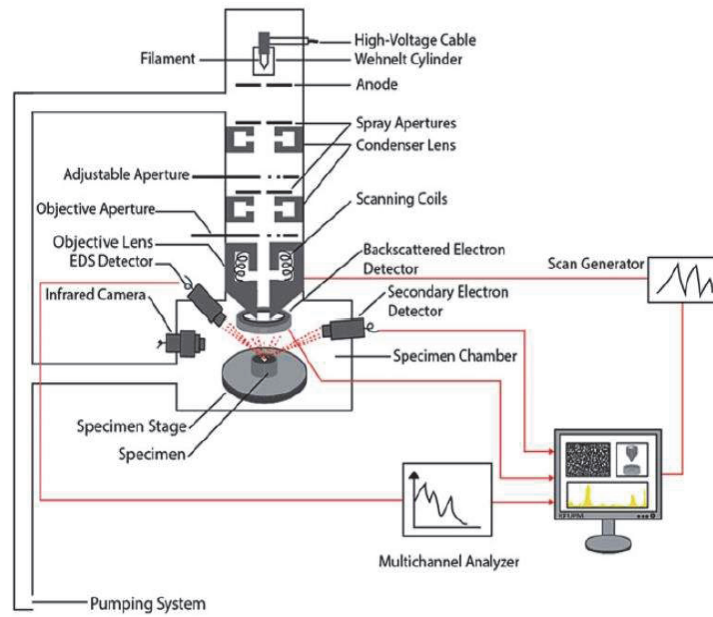 High-Voltage Cable
Filament
Wehnelt Cylinder
Anode
Spray Apertures
Condenser Lens
Adjustable Aperture
Scanning Coils
Objective Aperture
Objective Lens
Backscattered Electron
Detector
EDS Detector
Scan Generator
Infrared Camera
Secondary Electron
Detector
Specimen Chamber
Specimen Stage
Specimen
KFUPM
Multichannel Analyzer
Pumping System